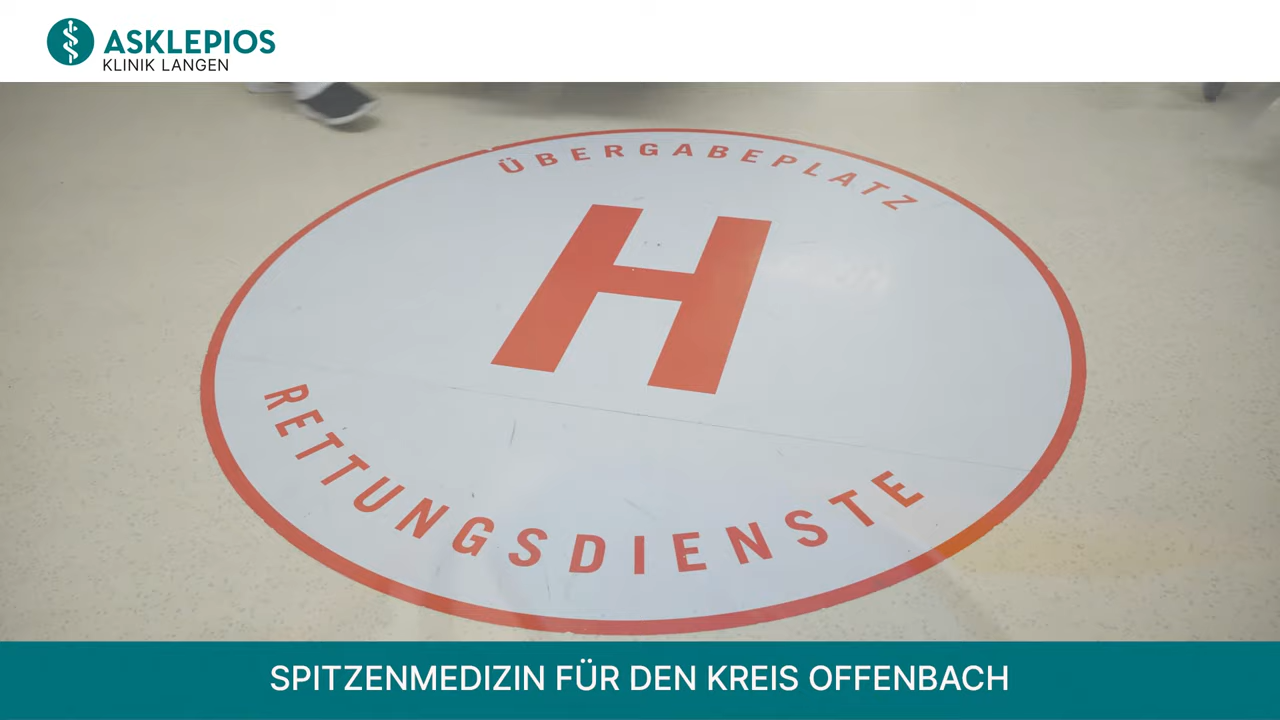 ASKLEPIOS
KLINIK LANGEN
ÜBERGABEPLATZ
H
RETTUNGSDIENSTE
SPITZENMEDIZIN FÜR DEN KREIS OFFENBACH